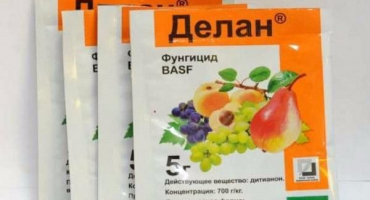 Делан®
Фунгицид
BASF
5г
Действующее вещество: дитианон.
Концентрация: 700 г/кг.